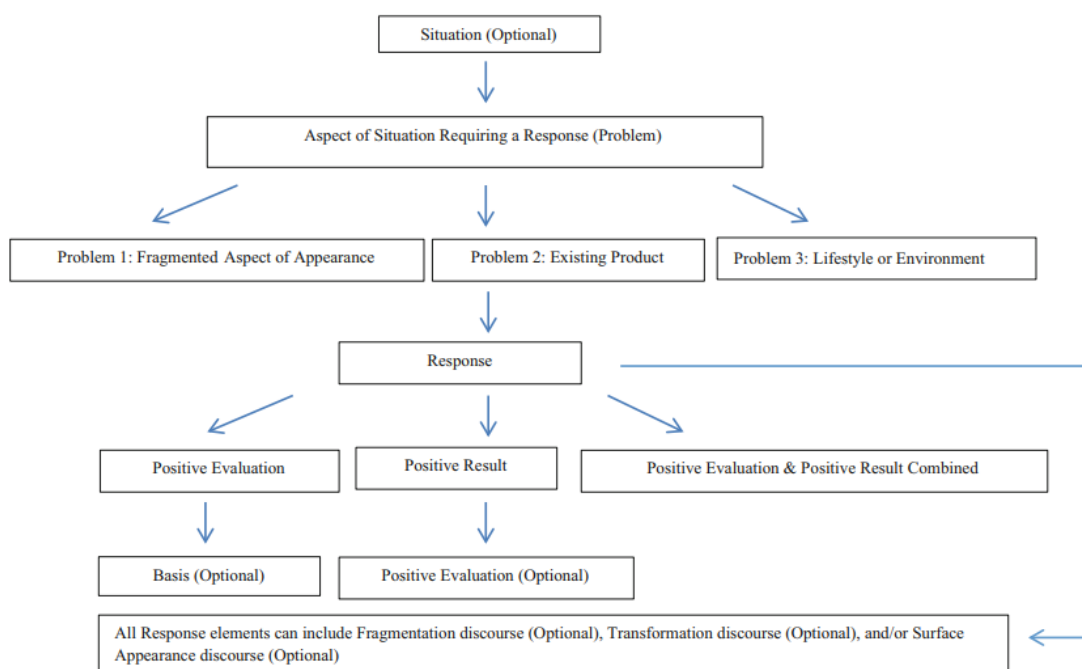 Situation (Optional)
Aspect of Situation Requiring a Response (Problem)
Problem 1: Fragmented Aspect of Appearance
Problem 2: Existing Product
Problem 3: Lifestyle or Environment
Response
Positive Evaluation
Positive Result
Positive Evaluation & Positive Result Combined
Basis (Optional)
Positive Evaluation (Optional)
All Response elements can include Fragmentation discourse (Optional), Transformation discourse (Optional), and/or Surface
Appearance discourse (Optional)